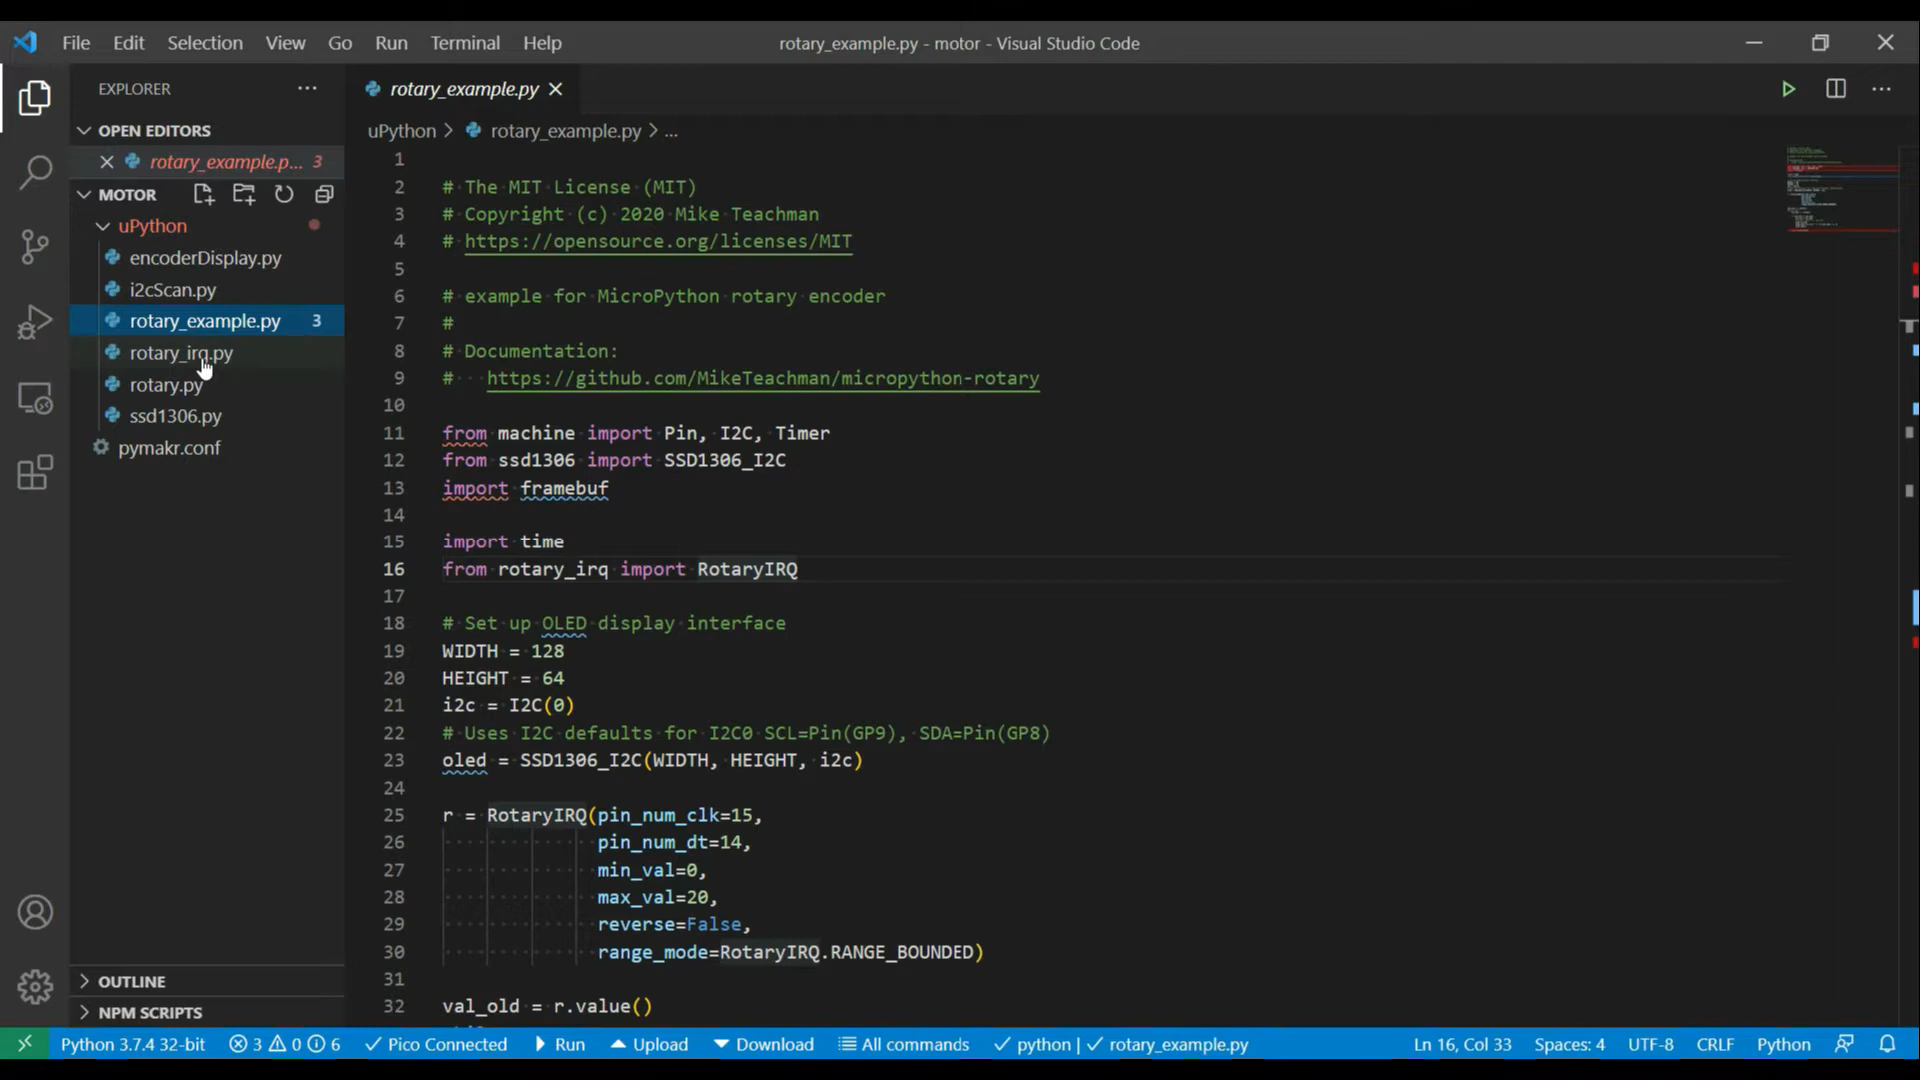 File Edit Selection View Go Run Terminal Help
rotary_example.py - motor - Visual Studio Code
EXPLORER
OPEN EDITORS
rotary_example.p... 3
MOTOR
uPython
encoderDisplay.py
i2cScan.py
rotary_example.py 3
rotary_irq.py
rotary.py
ssd1306.py
pymakr.conf
OUTLINE
NPM SCRIPTS
rotary_example.py
uPython > rotary_example.py > ...
1
2 # The MIT License (MIT)
3 # Copyright (c) 2020 Mike Teachman
4 # https://opensource.org/licenses/MIT
5
6 # example for MicroPython rotary encoder
7 #
8 # Documentation:
9 #   https://github.com/MikeTeachman/micropython-rotary
10
11 from machine import Pin, I2C, Timer
12 from ssd1306 import SSD1306_I2C
13 import framebuf
14
15 import time
16 from rotary_irq import RotaryIRQ
17
18 # Set up OLED display interface
19 WIDTH = 128
20 HEIGHT = 64
21 i2c = I2C(0)
22 # Uses I2C defaults for I2C0 SCL=Pin(GP9), SDA=Pin(GP8)
23 oled = SSD1306_I2C(WIDTH, HEIGHT, i2c)
24
25 r = RotaryIRQ(pin_num_clk=15,
26               pin_num_dt=14,
27               min_val=0,
28               max_val=20,
29               reverse=False,
30               range_mode=RotaryIRQ.RANGE_BOUNDED)
31
32 val_old = r.value()
Python 3.7.4 32-bit 3 0 6 Pico Connected Run Upload Download All commands python | rotary_example.py Ln 16, Col 33 Spaces: 4 UTF-8 CRLF Python